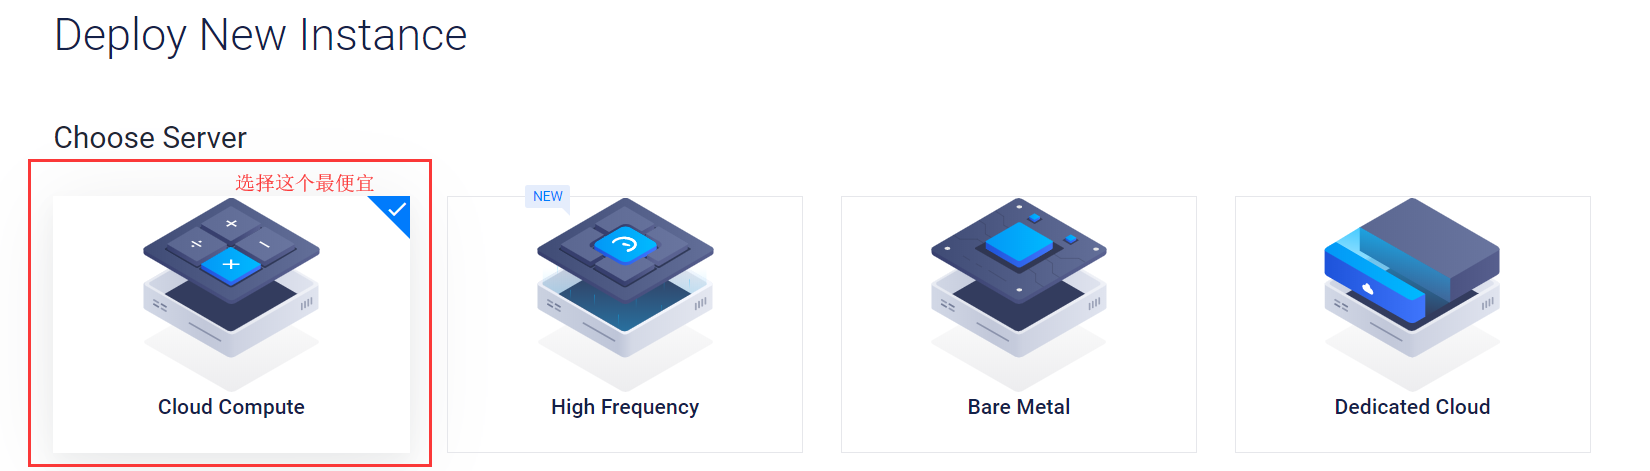 Deploy New Instance
Choose Server
选择这个最便宜
NEW
Cloud Compute
High Frequency
Bare Metal
Dedicated Cloud